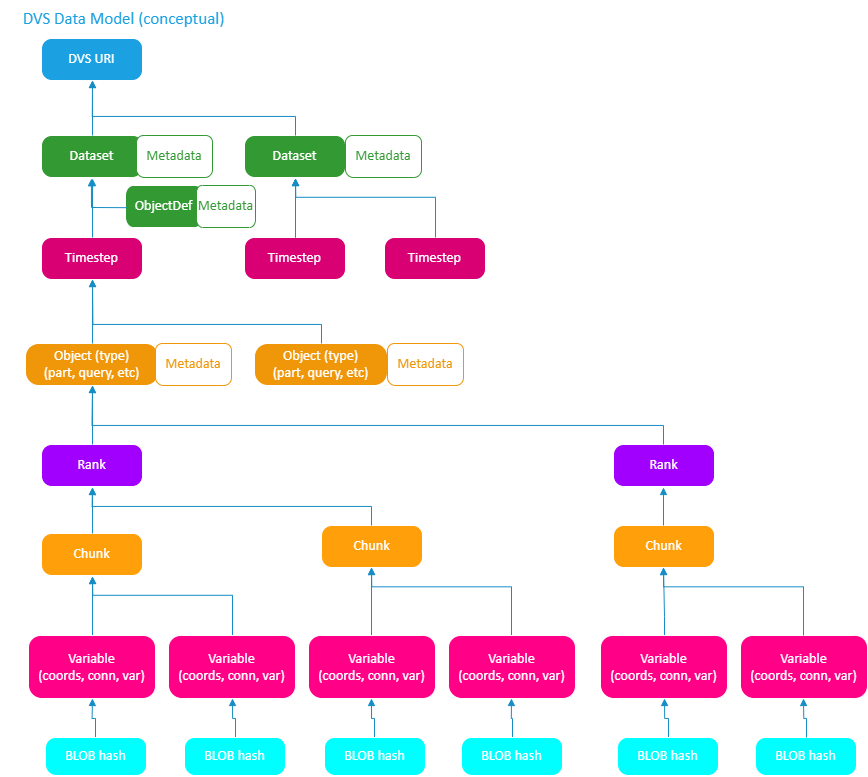 DVS Data Model (conceptual)
DVS URI
Dataset
Metadata
Dataset
Metadata
ObjectDef
Metadata
Timestep
Timestep
Timestep
Object (type)
(part, query, etc)
Metadata
Object (type)
(part, query, etc)
Metadata
Rank
Rank
Chunk
Chunk
Chunk
Variable
(coords, conn, var)
Variable
(coords, conn, var)
Variable
(coords, conn, var)
Variable
(coords, conn, var)
Variable
(coords, conn, var)
Variable
(coords, conn, var)
BLOB hash
BLOB hash
BLOB hash
BLOB hash
BLOB hash
BLOB hash